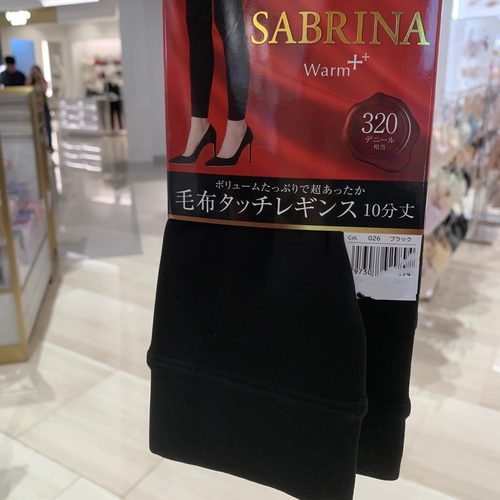 SABRINA
Warm++
320
デニール
相当
ボリュームたっぷりで超あったか
毛布タッチレギンス 10分丈
Col. 026 ブラック